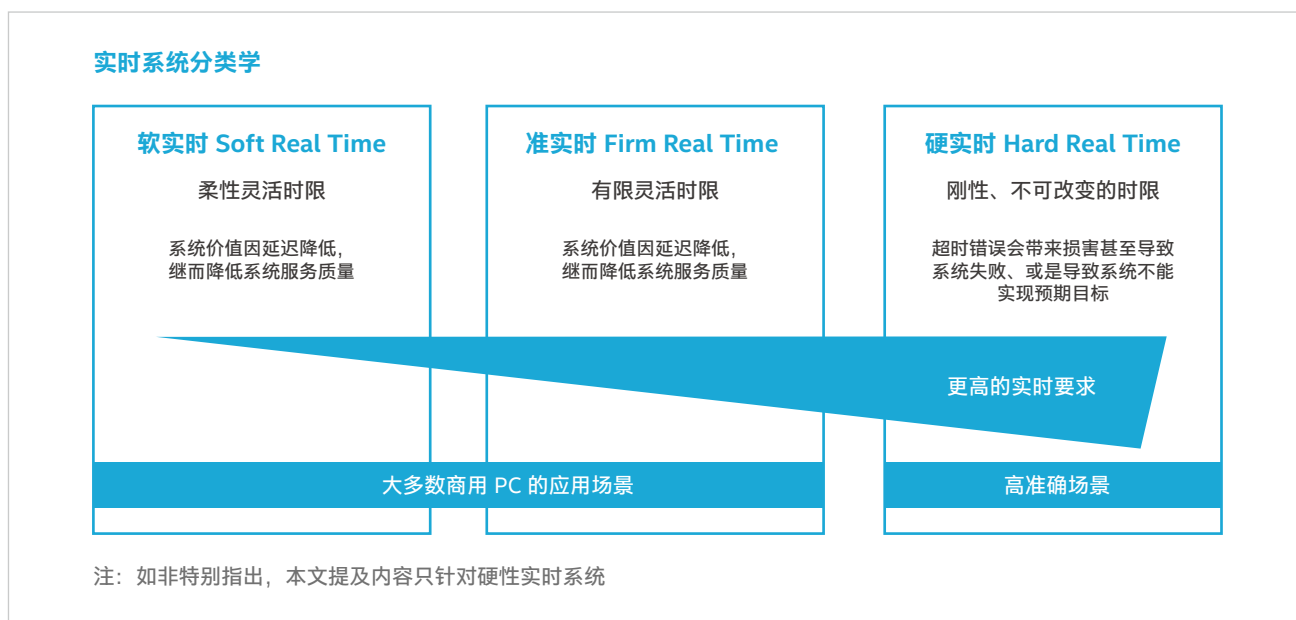 实时系统分类学
软实时 Soft Real Time
柔性灵活时限
系统价值因延迟降低，
继而降低系统服务质量
准实时 Firm Real Time
有限灵活时限
系统价值因延迟降低，
继而降低系统服务质量
硬实时 Hard Real Time
刚性、不可改变的时限
超时错误会带来损害甚至导致
系统失败、或是导致系统不能
实现预期目标
更高的实时要求
大多数商用 PC 的应用场景
高准确场景
注：如非特别指出，本文提及内容只针对硬性实时系统